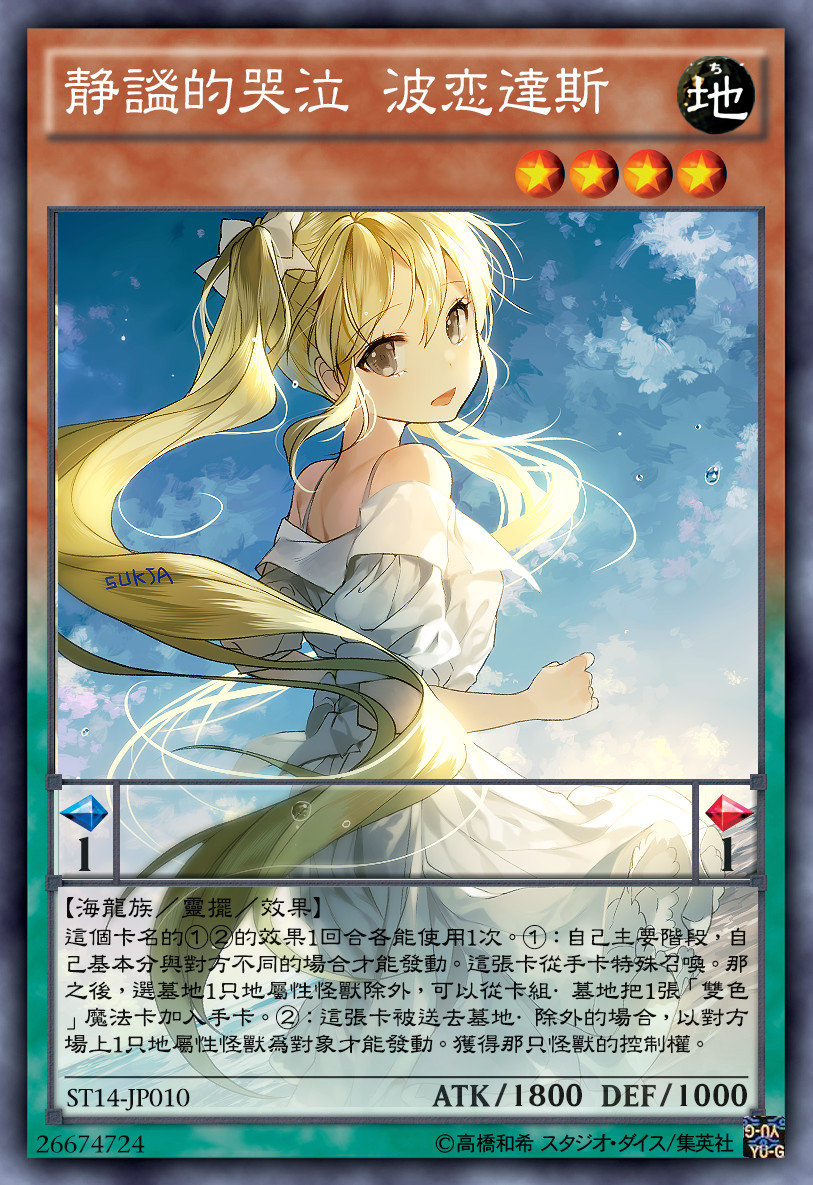 静謐的哭泣 波恋達斯
ち
地
SUKJA
1
1
【海龍族／靈擺／效果】
這個卡名的①②的效果1回合各能使用1次。①：自己主要階段，自
己基本分與對方不同的場合才能發動。這張卡從手卡特殊召喚。那
之後，選墓地1只地屬性怪獸除外，可以從卡組·墓地把1張「雙色
」魔法卡加入手卡。②：這張卡被送去墓地·除外的場合，以對方
場上1只地屬性怪獸為對象才能發動。獲得那只怪獸的控制權。
ST14-JP010
ATK/1800 DEF/1000
26674724
©高橋和希 スタジオ・ダイス/集英社
YU-G